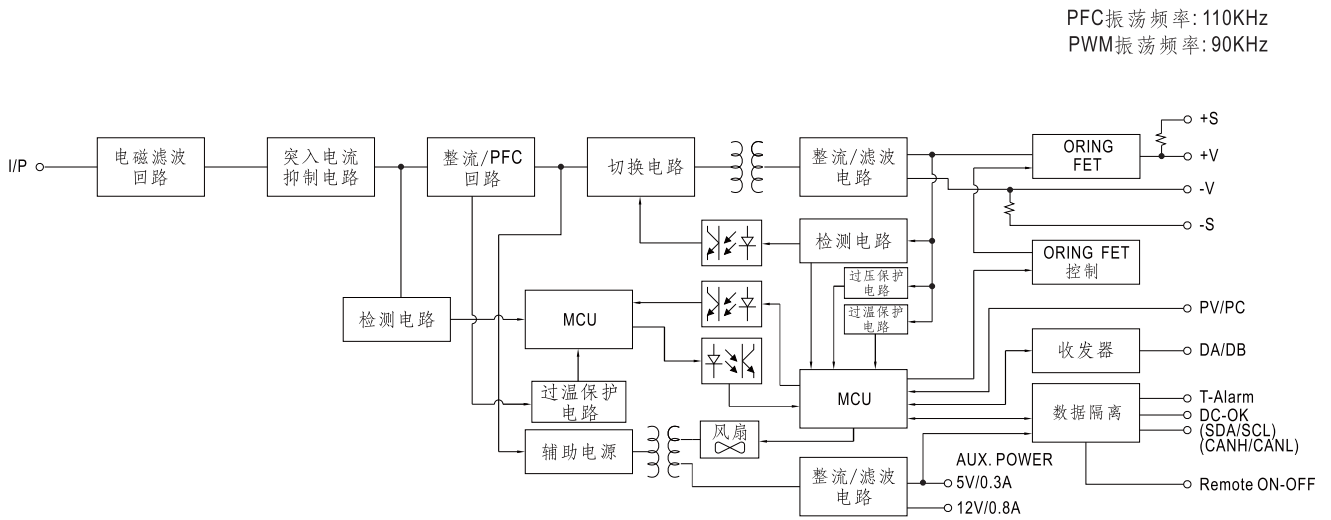 PFC振荡频率: 110KHz
PWM振荡频率: 90KHz
I/P
电磁滤波
回路
突入电流
抑制电路
整流/PFC
回路
切换电路
整流/滤波
电路
ORING
FET
+S
+V
-V
-S
检测电路
ORING FET
控制
过压保护
电路
过温保护
电路
检测电路
MCU
PV/PC
收发器
DA/DB
过温保护
电路
MCU
数据隔离
T-Alarm
DC-OK
(SDA/SCL)
(CANH/CANL)
辅助电源
风扇
整流/滤波
电路
AUX. POWER
5V/0.3A
12V/0.8A
Remote ON-OFF